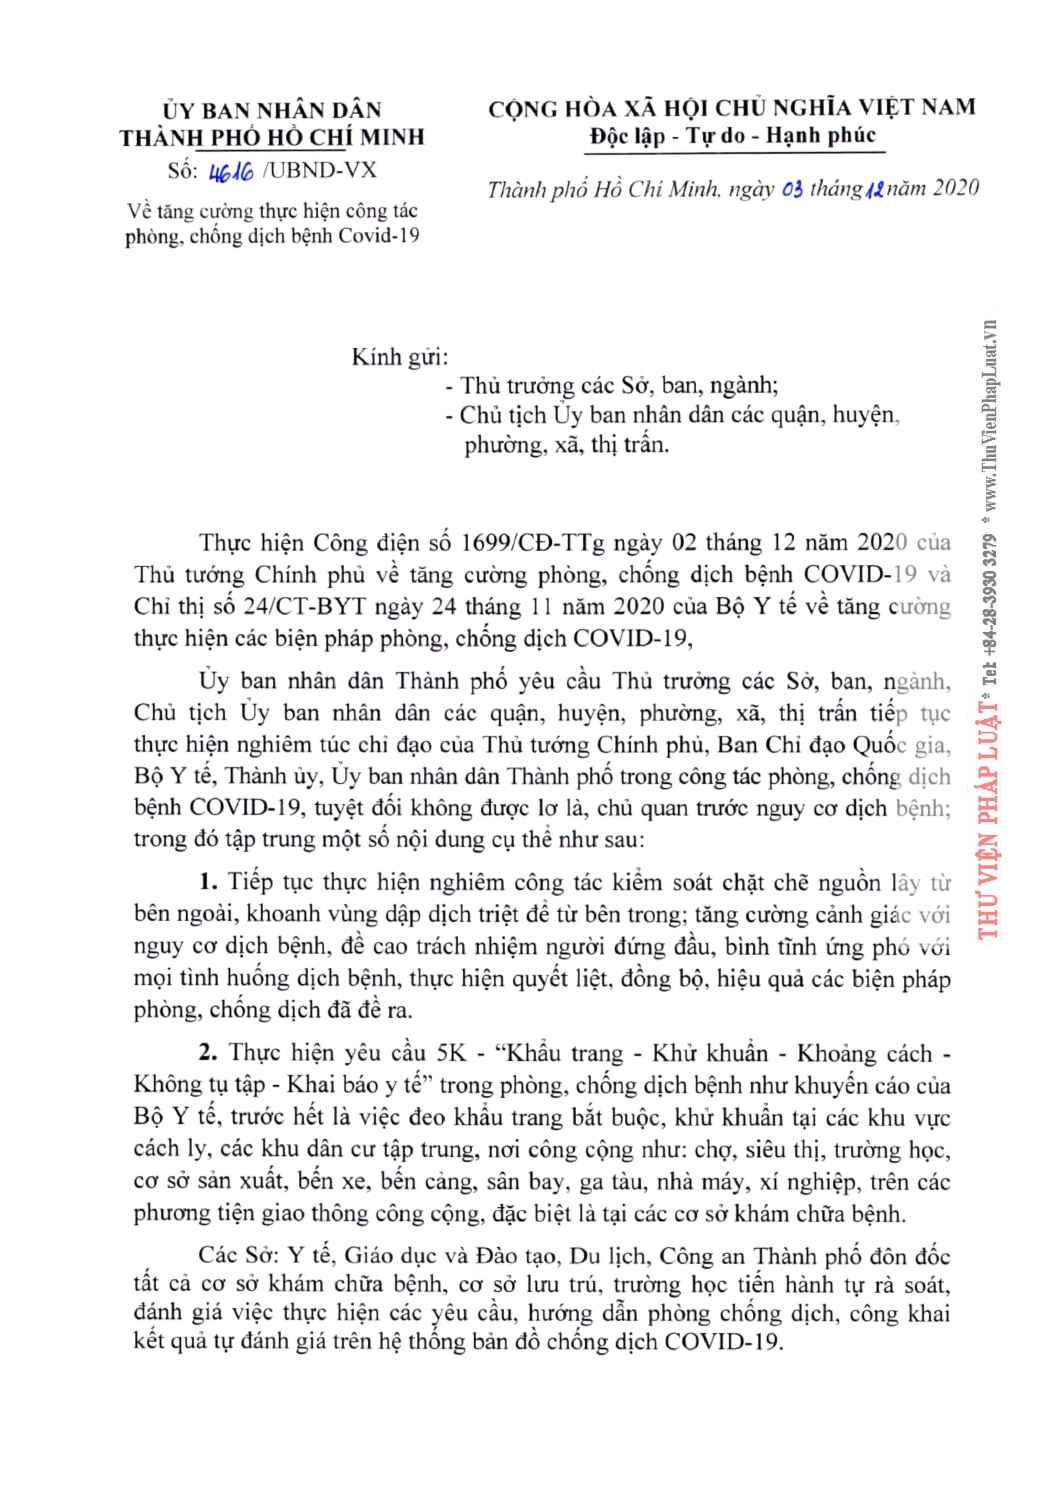 ỦY BAN NHÂN DÂN
THÀNH PHỐ HỒ CHÍ MINH
Số: 4616 /UBND-VX
Về tăng cường thực hiện công tác
phòng, chống dịch bệnh Covid-19
CỘNG HÒA XÃ HỘI CHỦ NGHĨA VIỆT NAM
Độc lập - Tự do - Hạnh phúc
Thành phố Hồ Chí Minh, ngày 03 tháng 12 năm 2020
Kính gửi:
- Thủ trưởng các Sở, ban, ngành;
- Chủ tịch Ủy ban nhân dân các quận, huyện,
phường, xã, thị trấn.
Thực hiện Công điện số 1699/CĐ-TTg ngày 02 tháng 12 năm 2020 của
Thủ tướng Chính phủ về tăng cường phòng, chống dịch bệnh COVID-19 và
Chỉ thị số 24/CT-BYT ngày 24 tháng 11 năm 2020 của Bộ Y tế về tăng cường
thực hiện các biện pháp phòng, chống dịch COVID-19,
Ủy ban nhân dân Thành phố yêu cầu Thủ trưởng các Sở, ban, ngành,
Chủ tịch Ủy ban nhân dân các quận, huyện, phường, xã, thị trấn tiếp tục
thực hiện nghiêm túc chỉ đạo của Thủ tướng Chính phủ, Ban Chỉ đạo Quốc gia,
Bộ Y tế, Thành ủy, Ủy ban nhân dân Thành phố trong công tác phòng, chống dịch
bệnh COVID-19, tuyệt đối không được lơ là, chủ quan trước nguy cơ dịch bệnh;
trong đó tập trung một số nội dung cụ thể như sau:
1. Tiếp tục thực hiện nghiêm công tác kiểm soát chặt chẽ nguồn lây từ
bên ngoài, khoanh vùng dập dịch triệt để từ bên trong; tăng cường cảnh giác với
nguy cơ dịch bệnh, đề cao trách nhiệm người đứng đầu, bình tĩnh ứng phó với
mọi tình huống dịch bệnh, thực hiện quyết liệt, đồng bộ, hiệu quả các biện pháp
phòng, chống dịch đã đề ra.
2. Thực hiện yêu cầu 5K - “Khẩu trang - Khử khuẩn - Khoảng cách -
Không tụ tập - Khai báo y tế” trong phòng, chống dịch bệnh như khuyến cáo của
Bộ Y tế, trước hết là việc đeo khẩu trang bắt buộc, khử khuẩn tại các khu vực
cách ly, các khu dân cư tập trung, nơi công cộng như: chợ, siêu thị, trường học,
cơ sở sản xuất, bến xe, bến cảng, sân bay, ga tàu, nhà máy, xí nghiệp, trên các
phương tiện giao thông công cộng, đặc biệt là tại các cơ sở khám chữa bệnh.
Các Sở: Y tế, Giáo dục và Đào tạo, Du lịch, Công an Thành phố đôn đốc
tất cả cơ sở khám chữa bệnh, cơ sở lưu trú, trường học tiến hành tự rà soát,
đánh giá việc thực hiện các yêu cầu, hướng dẫn phòng chống dịch, công khai
kết quả tự đánh giá trên hệ thống bản đồ chống dịch COVID-19.
THƯ VIỆN PHÁP LUẬT * Tel: +84-28-3930 3279 * www.ThuVienPhapLuat.vn